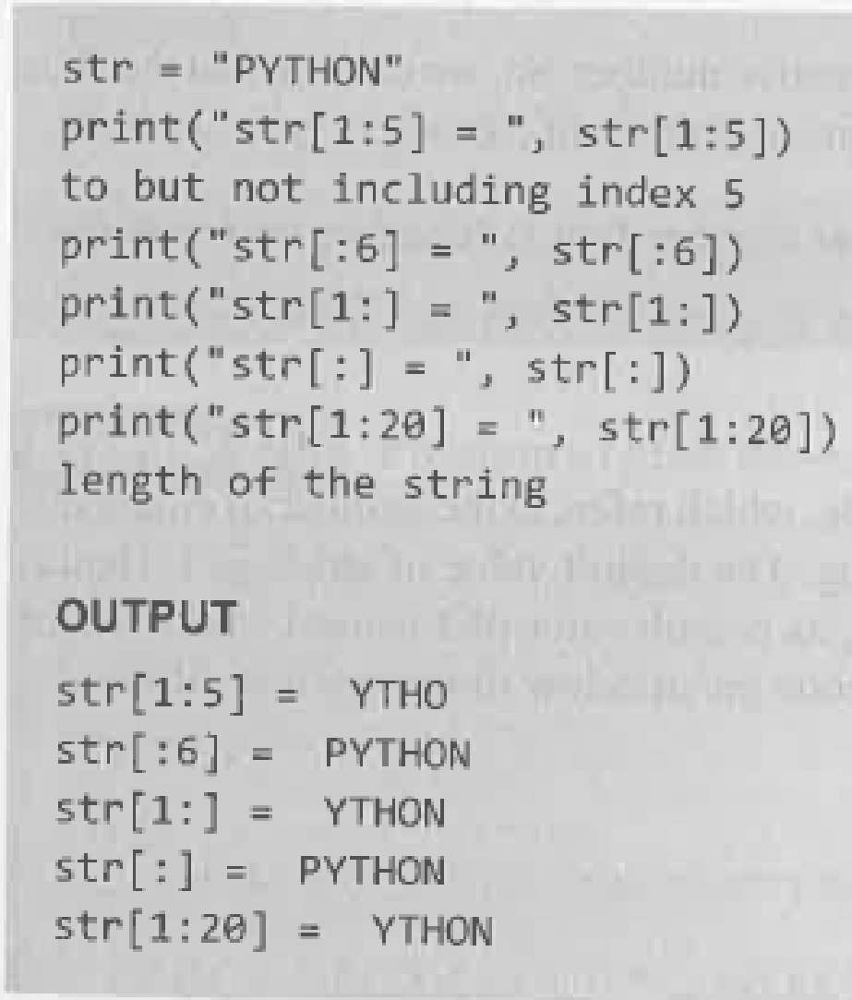 str = "PYTHON"
print("str[1:5] = ", str[1:5])
to but not including index 5
print("str[:6] = ", str[:6])
print("str[1:] = ", str[1:])
print("str[:] = ", str[:])
print("str[1:20] = ", str[1:20])
length of the string
OUTPUT
str[1:5] =  YTHO
str[:6] =  PYTHON
str[1:] =  YTHON
str[:] =  PYTHON
str[1:20] =  YTHON